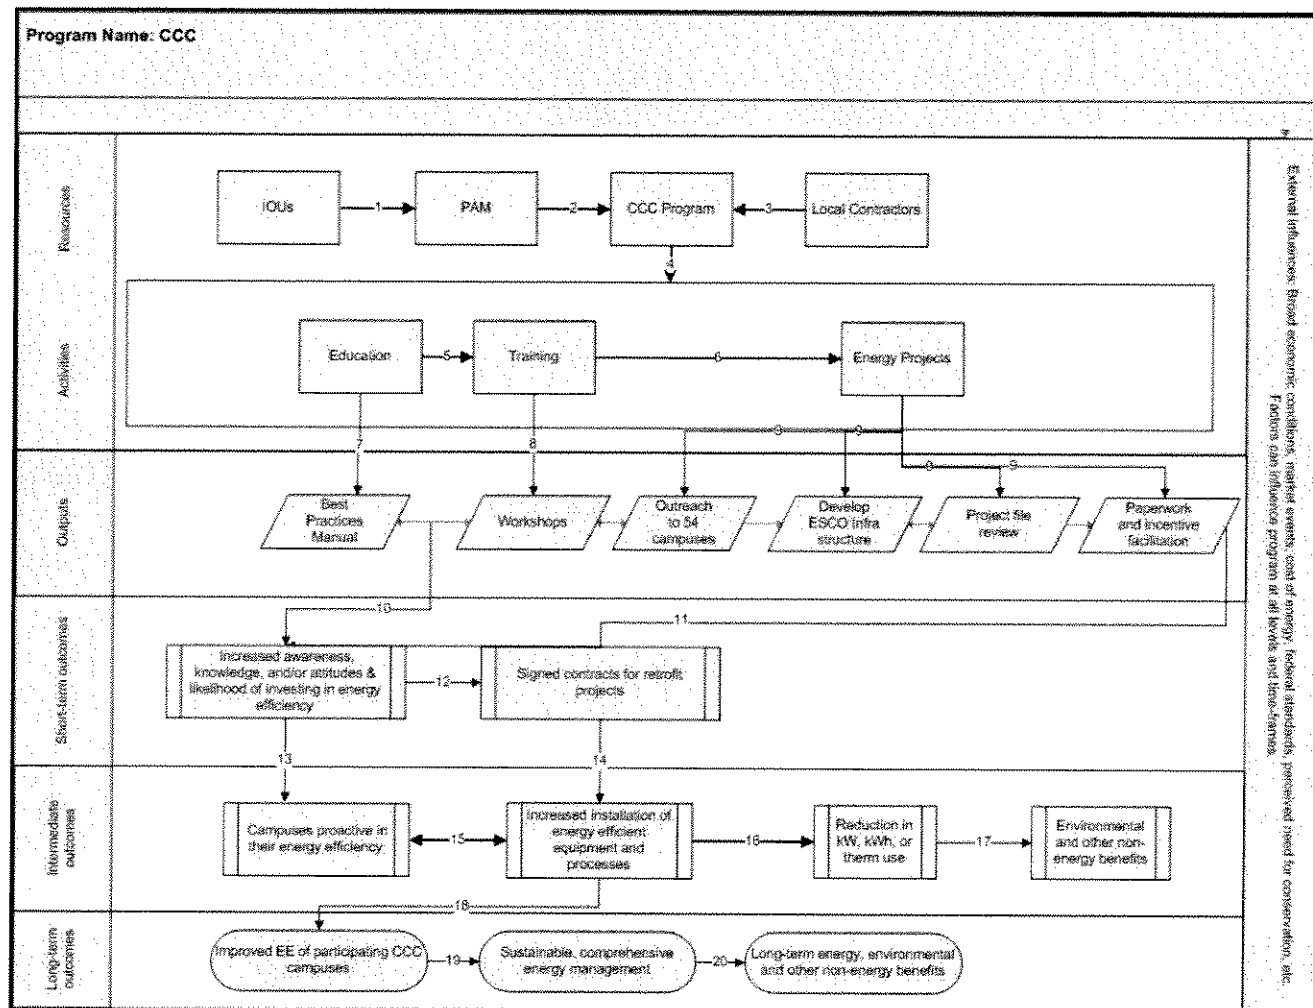 Program Name: CCC
Resources
IOUs
1
PAM
2
CCC Program
3
Local Contractors
4
Activities
Education
5
Training
6
Energy Projects
7
8
9
9
9
9
Outputs
Best
Practices
Manual
Workshops
Outreach
to 54
campuses
Develop
ESCO Infra
structure
Project file
review
Paperwork
and incentive
facilitation
10
11
Short-term outcomes
Increased awareness,
knowledge, and/or attitudes &
likelihood of investing in energy
efficiency
12
Signed contracts for retrofit
projects
13
14
Intermediate
outcomes
Campuses proactive in
their energy efficiency
15
Increased installation of
energy efficient
equipment and
processes
16
Reduction in
kW, kWh, or
therm use
17
Environmental
and other non-
energy benefits
18
Long-term
outcomes
Improved EE of participating CCC
campuses
19
Sustainable, comprehensive
energy management
20
Long-term energy, environmental
and other non-energy benefits
External influences: Broad economic conditions, market events, cost of energy, federal standards, perceived need for conservation, etc.
Factors can influence program at all levels and time-frames.